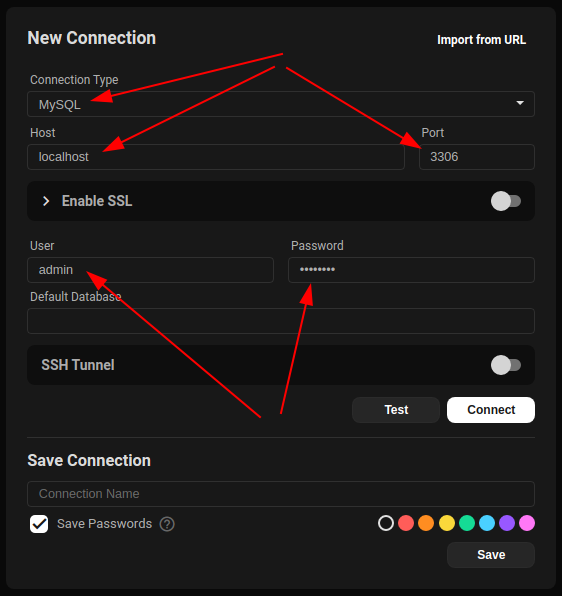 New Connection
Import from URL
Connection Type
MySQL
Host
Port
localhost
3306
Enable SSL
User
Password
admin
••••••••
Default Database
SSH Tunnel
Test
Connect
Save Connection
Connection Name
Save Passwords ?
Save